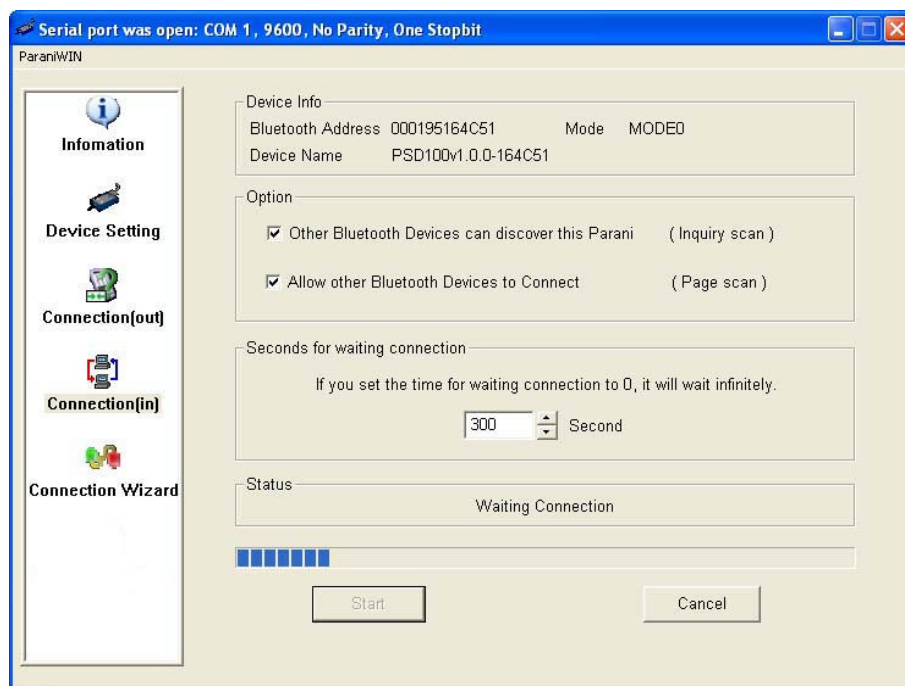 Serial port was open: COM 1, 9600, No Parity, One Stopbit
ParaniWIN
Infomation
Device Setting
Connection(out)
Connection(in)
Connection Wizard
Device Info
Bluetooth Address 000195164C51 Mode MODE0
Device Name PSD100v1.0.0-164C51
Option
Other Bluetooth Devices can discover this Parani ( Inquiry scan )
Allow other Bluetooth Devices to Connect ( Page scan )
Seconds for waiting connection
If you set the time for waiting connection to 0, it will wait infinitely.
300 Second
Status
Waiting Connection
Start Cancel